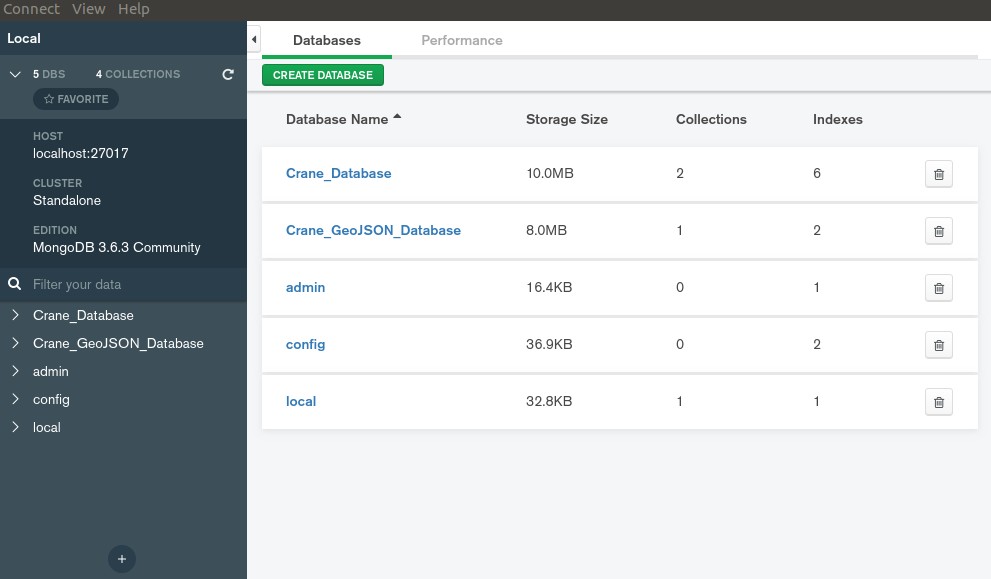 Connect View Help
Local
5 DBS 4 COLLECTIONS
FAVORITE
HOST
localhost:27017
CLUSTER
Standalone
EDITION
MongoDB 3.6.3 Community
Filter your data
Crane_Database
Crane_GeoJSON_Database
admin
config
local
Databases Performance
CREATE DATABASE
Database Name Storage Size Collections Indexes
Crane_Database 10.0MB 2 6
Crane_GeoJSON_Database 8.0MB 1 2
admin 16.4KB 0 1
config 36.9KB 0 2
local 32.8KB 1 1